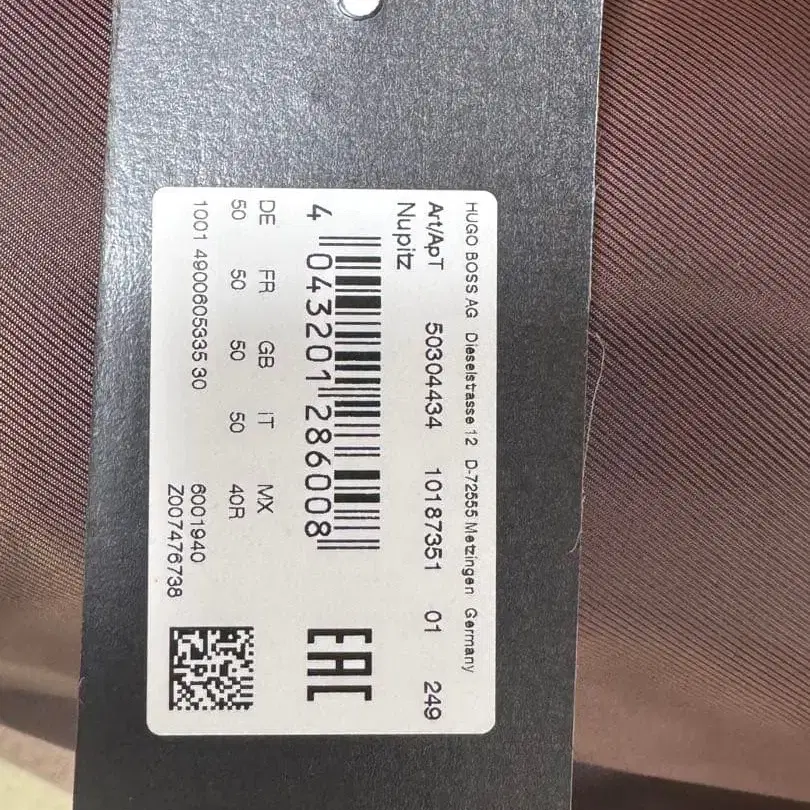 HUGO BOSS AG Dieselstrasse 12 D-72555 Metzingen Germany
Art/АрТ 50304434 10187351 01 249
Nupitz
4 043201 286008
EAC
DE FR GB IT MX
50 50 50 50 40R
1001 4900605335 30 6001940
Z007476738